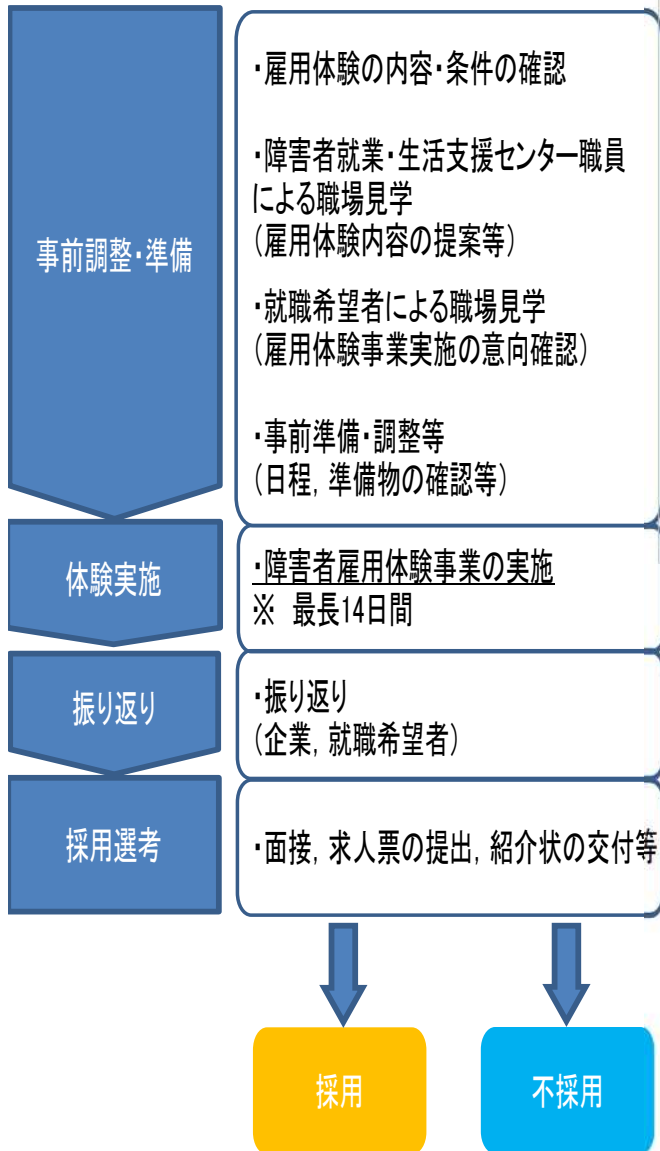 事前調整・準備
・雇用体験の内容・条件の確認
・障害者就業・生活支援センター職員
による職場見学
(雇用体験内容の提案等)
・就職希望者による職場見学
(雇用体験事業実施の意向確認)
・事前準備・調整等
(日程, 準備物の確認等)
体験実施
・障害者雇用体験事業の実施
※ 最長14日間
振り返り
・振り返り
(企業, 就職希望者)
採用選考
・面接, 求人票の提出, 紹介状の交付等
採用
不採用